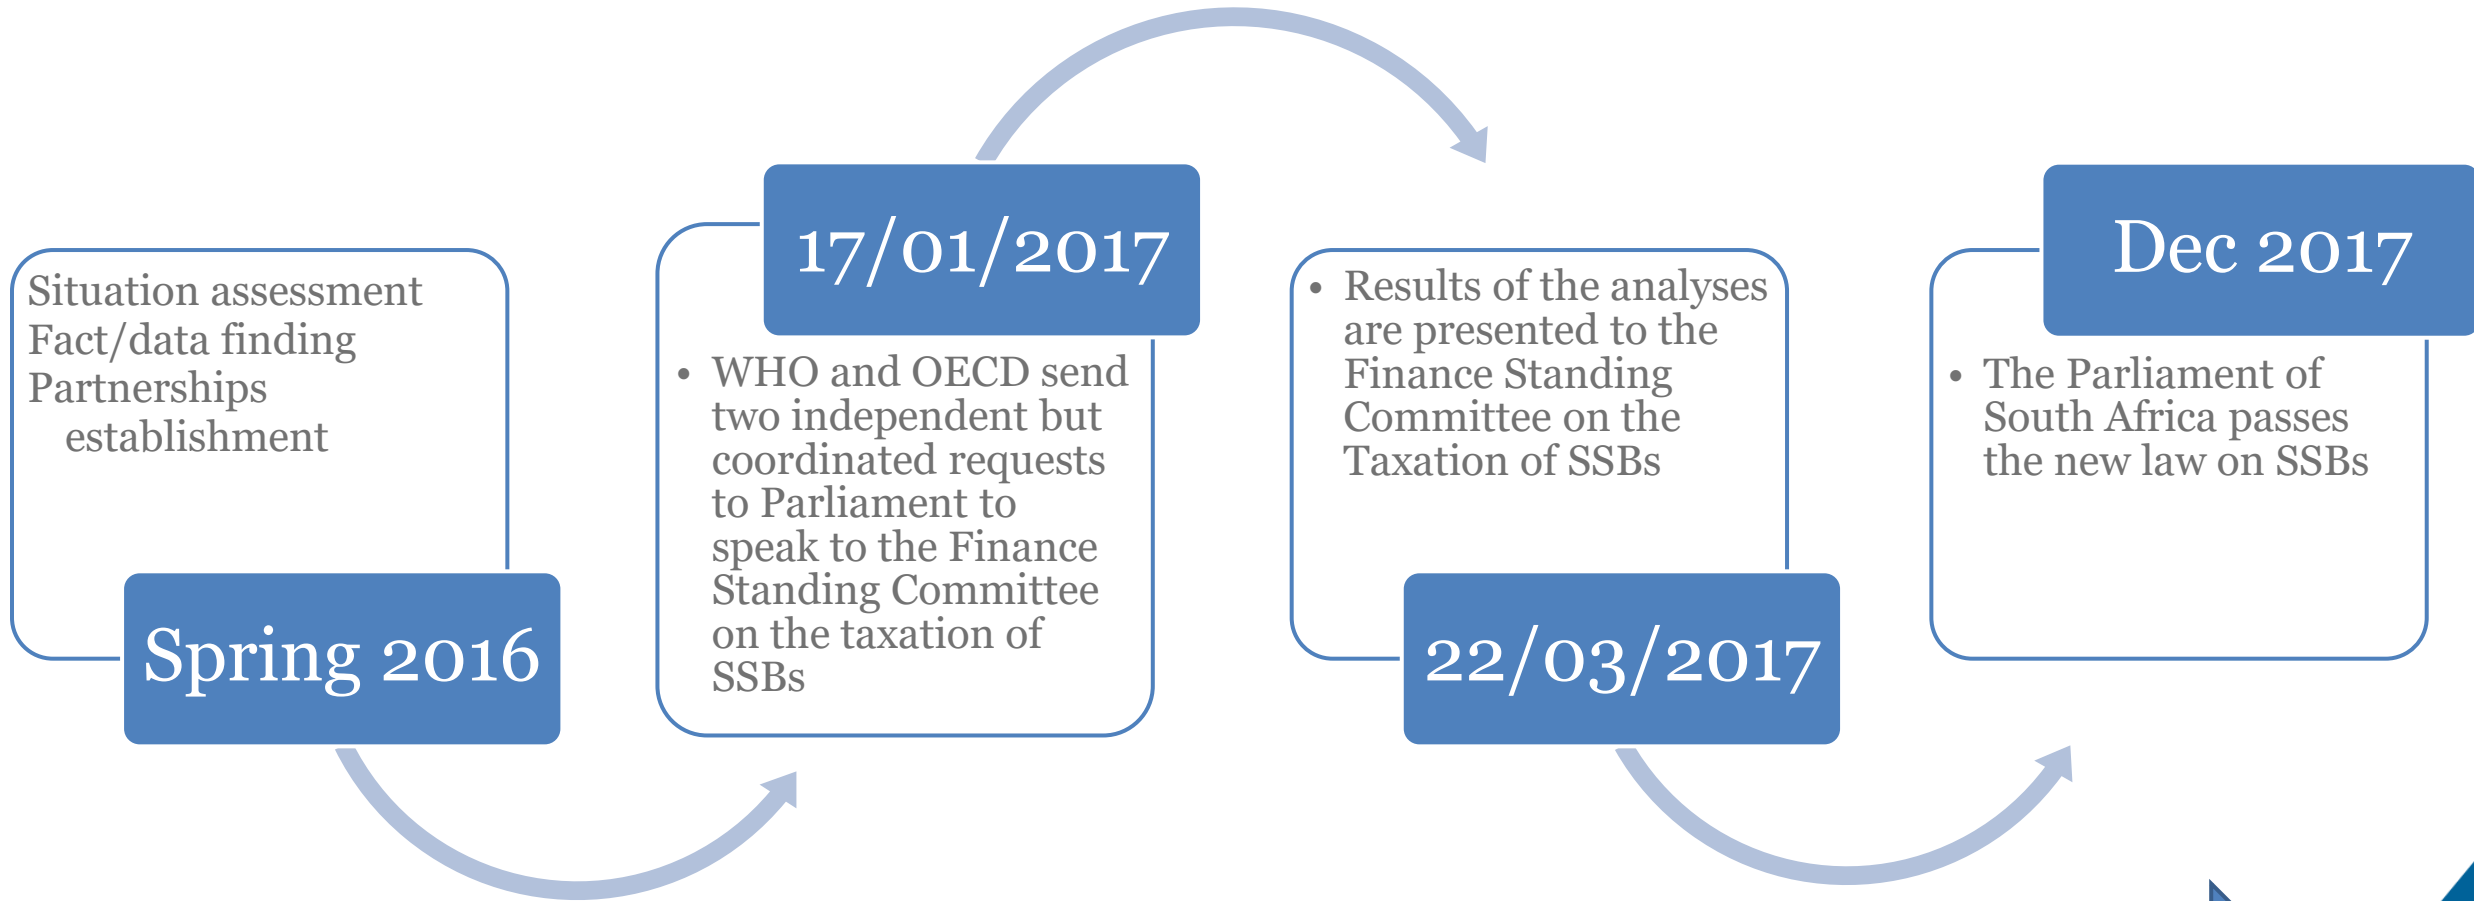 Situation assessment
Fact/data finding
Partnerships
establishment
Spring 2016
17/01/2017
• WHO and OECD send
two independent but
coordinated requests
to Parliament to
speak to the Finance
Standing Committee
on the taxation of
SSBs
• Results of the analyses
are presented to the
Finance Standing
Committee on the
Taxation of SSBs
22/03/2017
Dec 2017
• The Parliament of
South Africa passes
the new law on SSBs